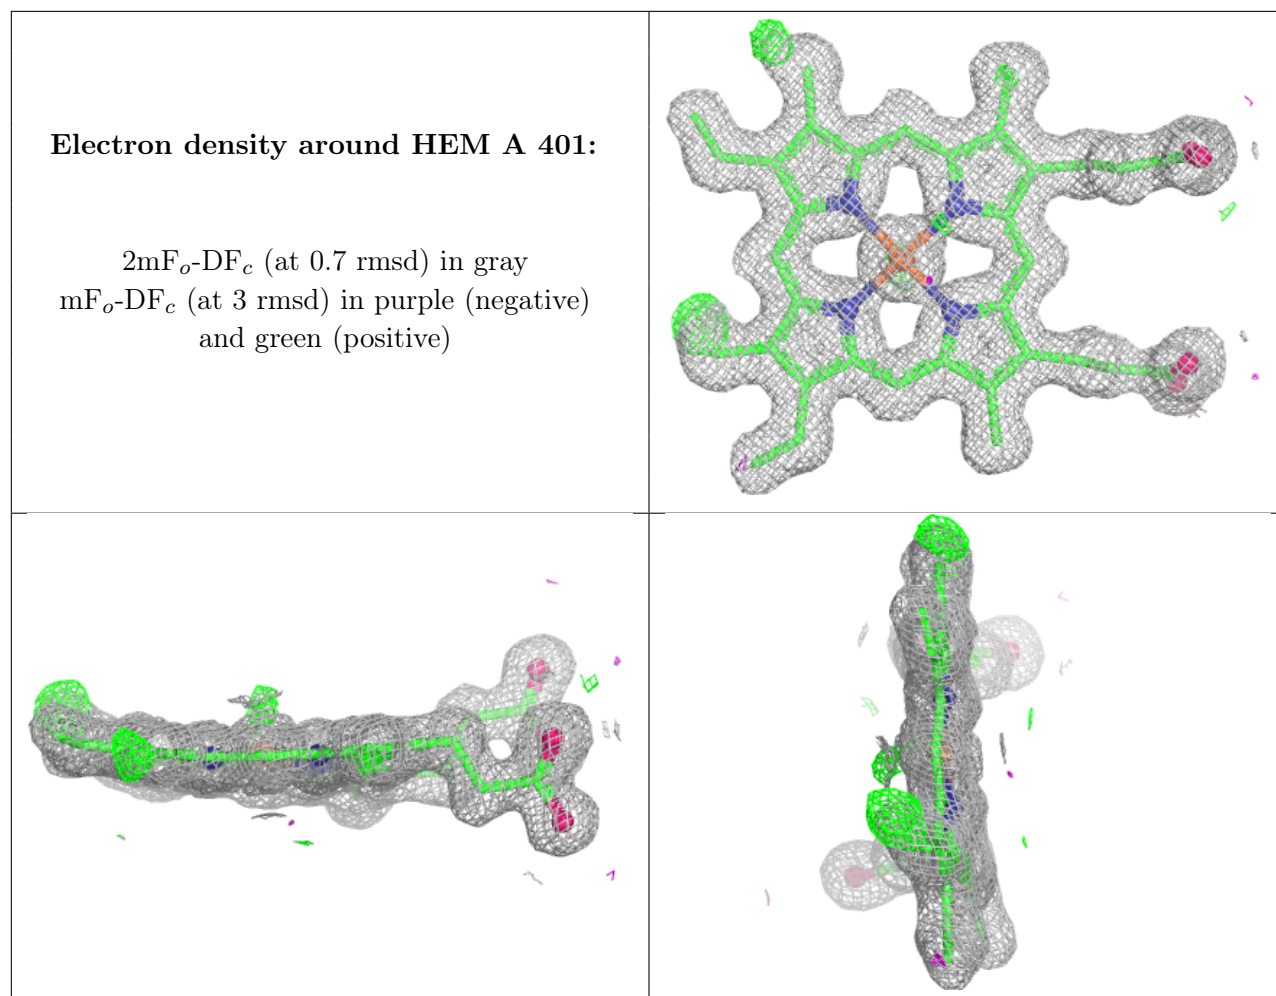 Electron density around HEM A 401:
2mFo-DFc (at 0.7 rmsd) in gray
mFo-DFc (at 3 rmsd) in purple (negative)
and green (positive)